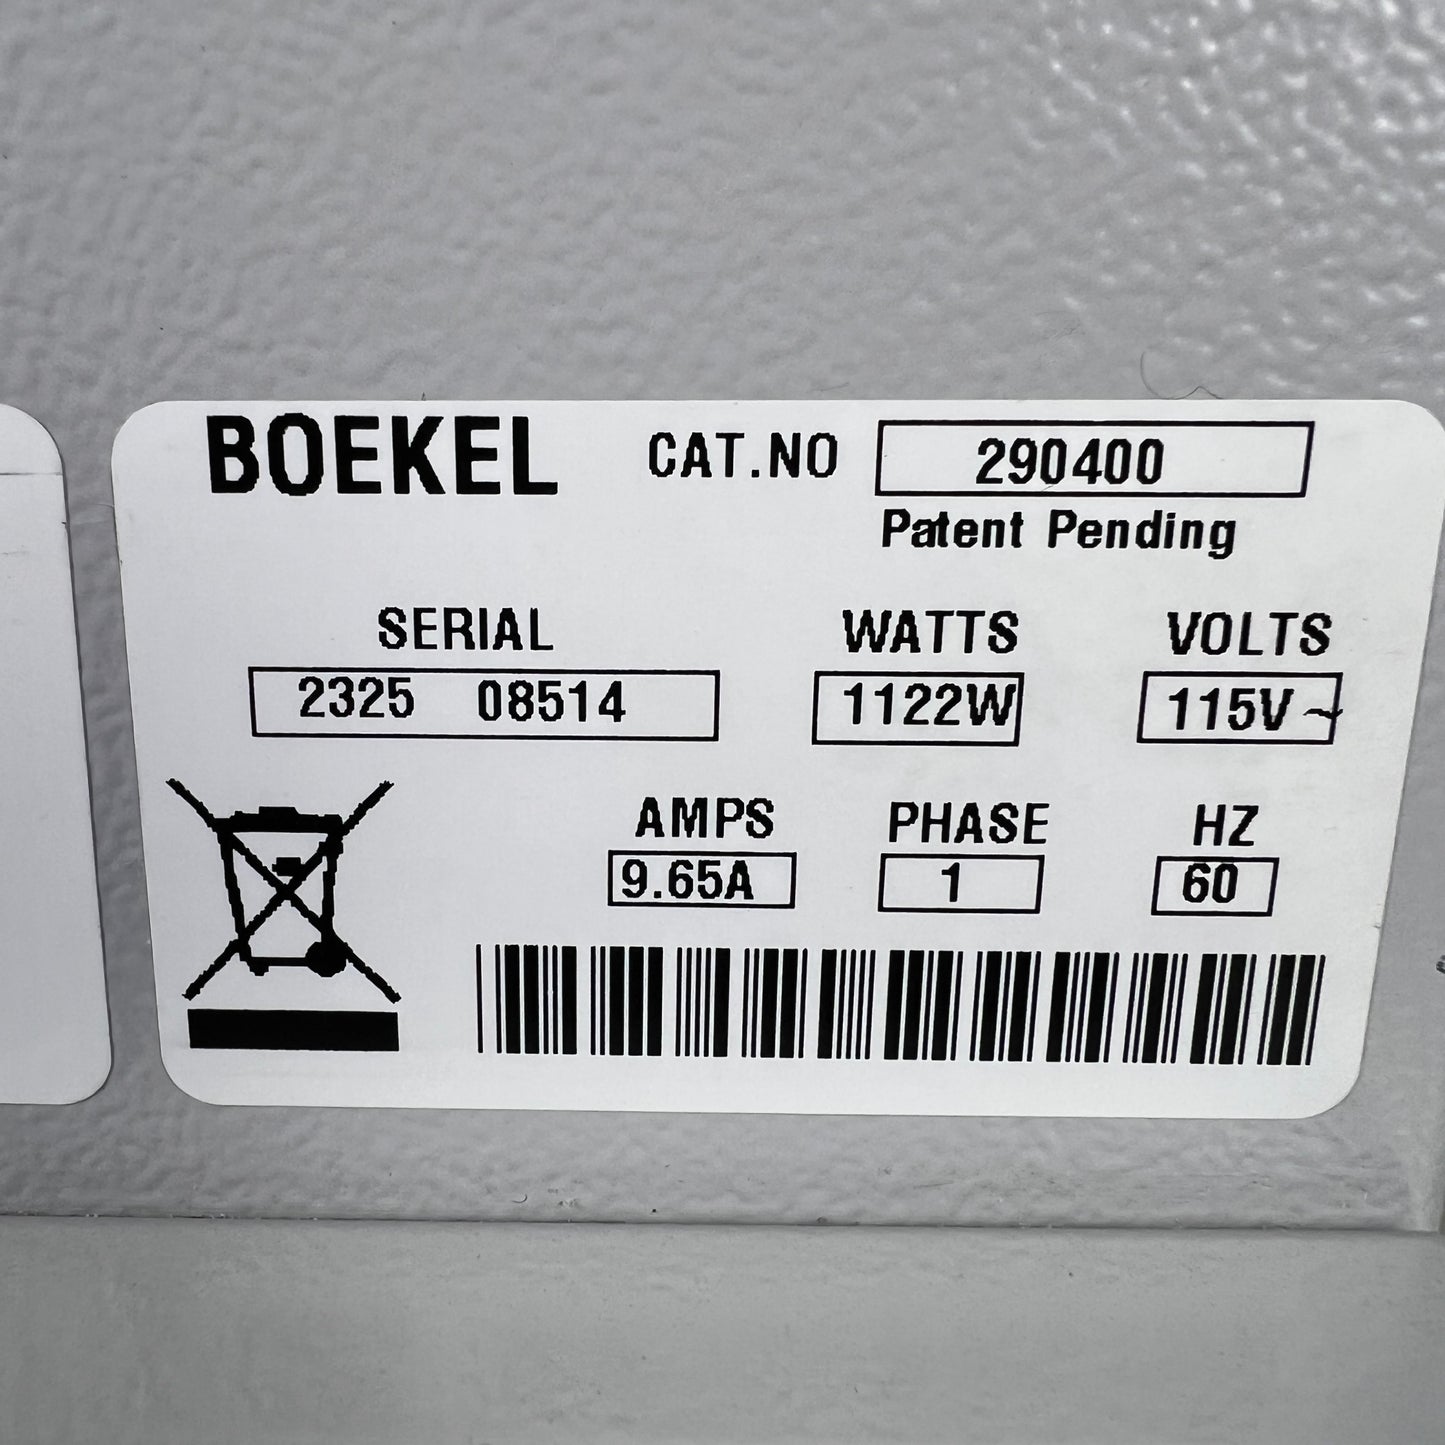 BOEKEL CAT.NO 290400
Patent Pending
SERIAL WATTS VOLTS
2325 08514 1122W 115V ~
AMPS PHASE HZ
9.65A 1 60